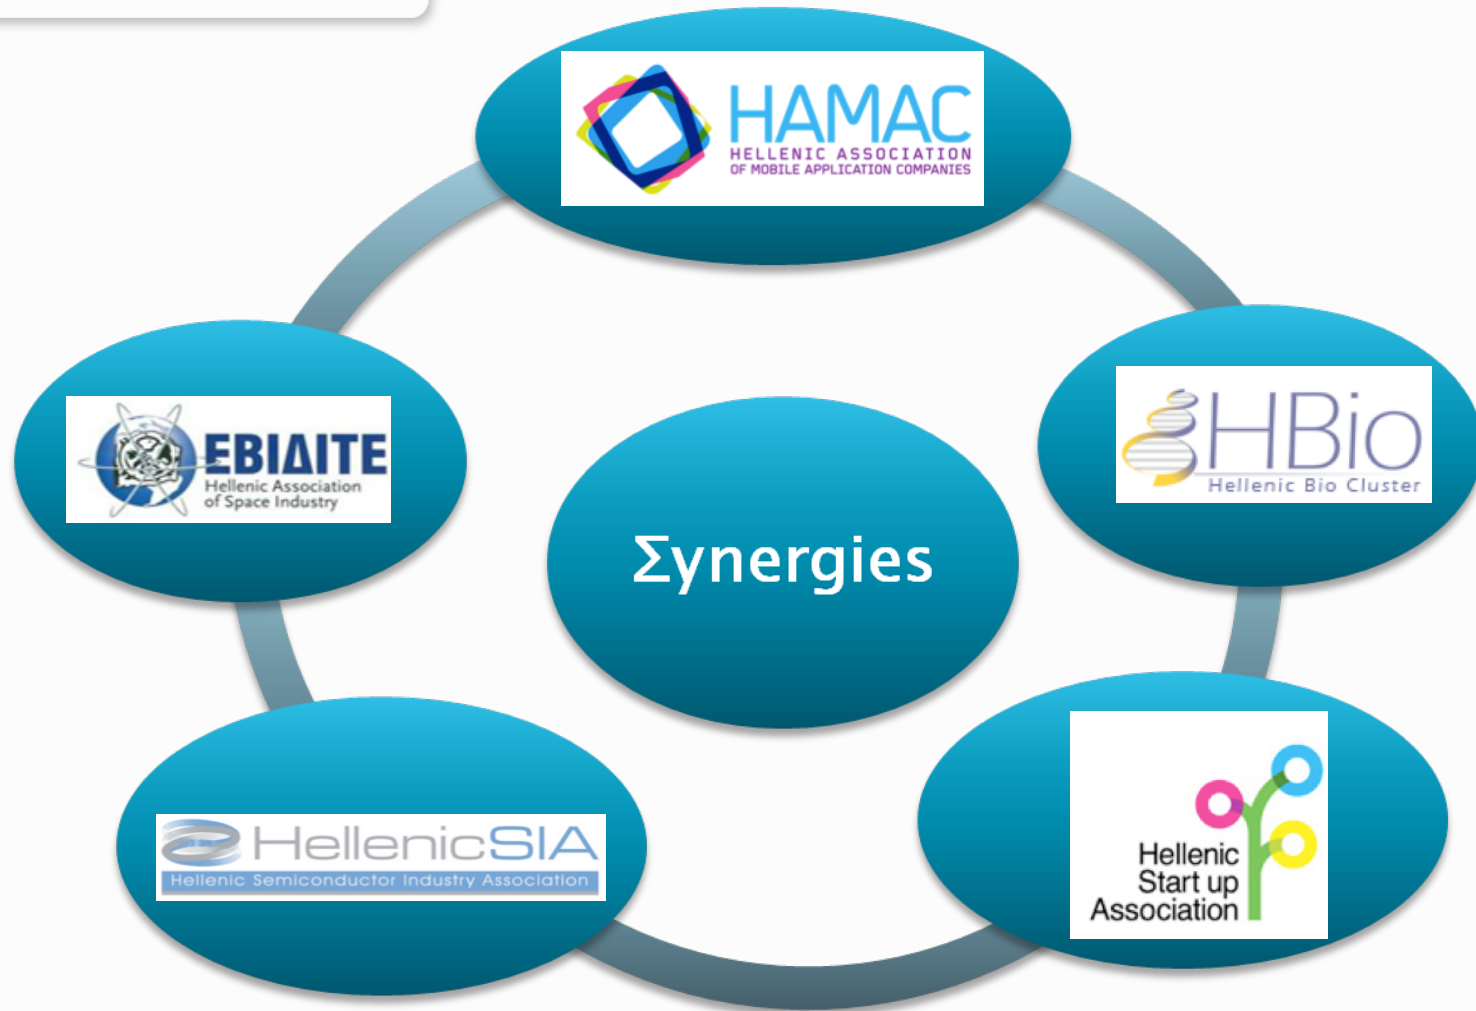 HAMAC
HELLENIC ASSOCIATION
OF MOBILE APPLICATION COMPANIES
HBio
Hellenic Bio Cluster
ΕΒΙΔΙΤΕ
Hellenic Association
of Space Industry
Σynergies
HellenicSIA
Hellenic Semiconductor Industry Association
Hellenic
Start up
Association